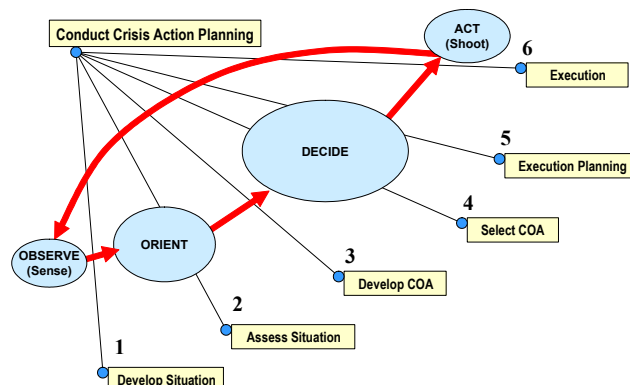 Conduct Crisis Action Planning
ACT
(Shoot)
6
Execution
DECIDE
5
Execution Planning
4
Select COA
OBSERVE
(Sense)
ORIENT
3
Develop COA
2
Assess Situation
1
Develop Situation